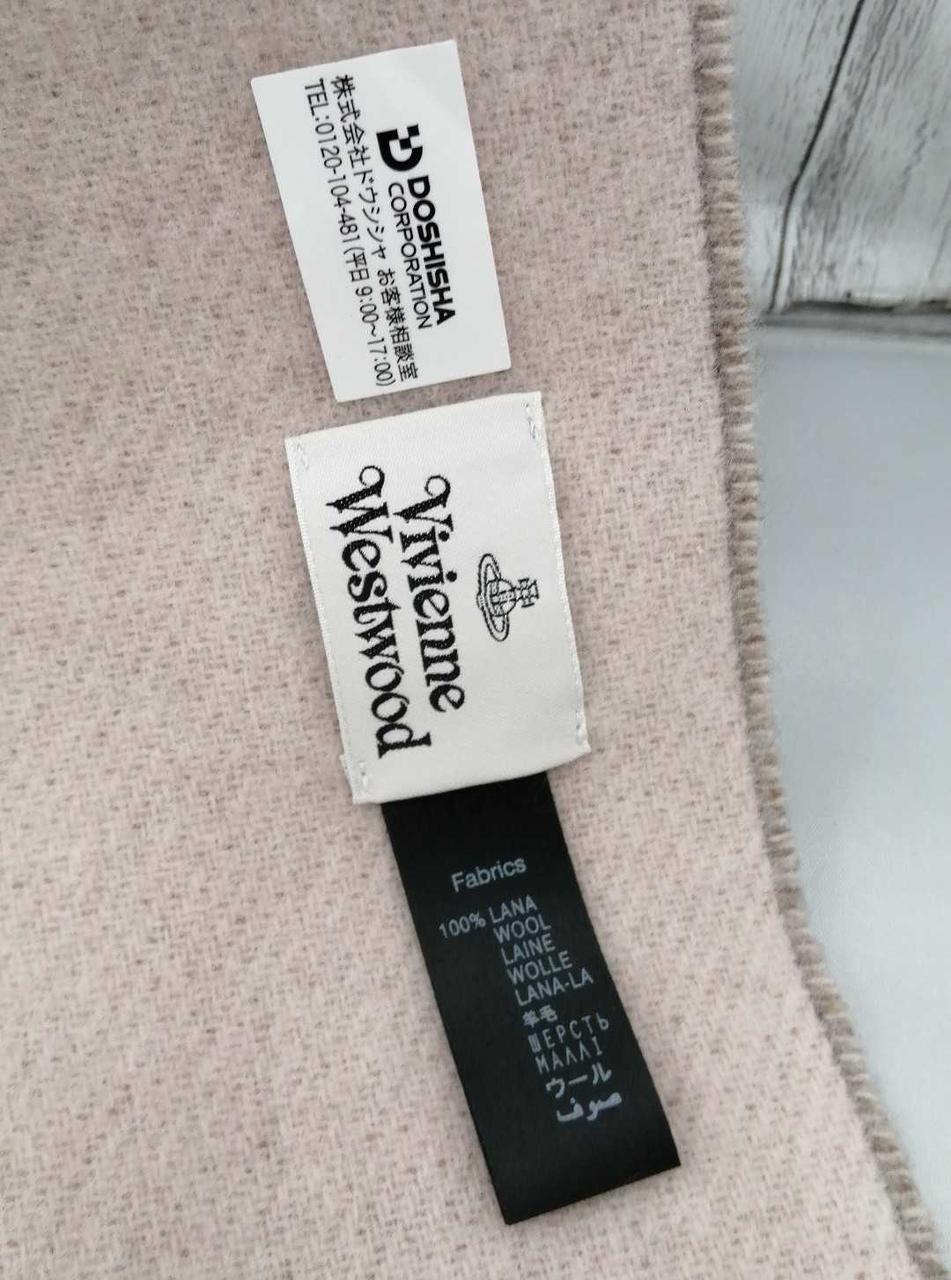 DOSHISHA
CORPORATION
株式会社ドウシシャ お客様相談室
TEL:0120-104-481(平日 9:00~17:00)
Vivienne
Westwood
Fabrics
100% LANA
WOOL
LAINE
WOLLE
LANA-LA
羊毛
ШЕРСТЬ
ΜΑΛΛΙ
ウール
صوف